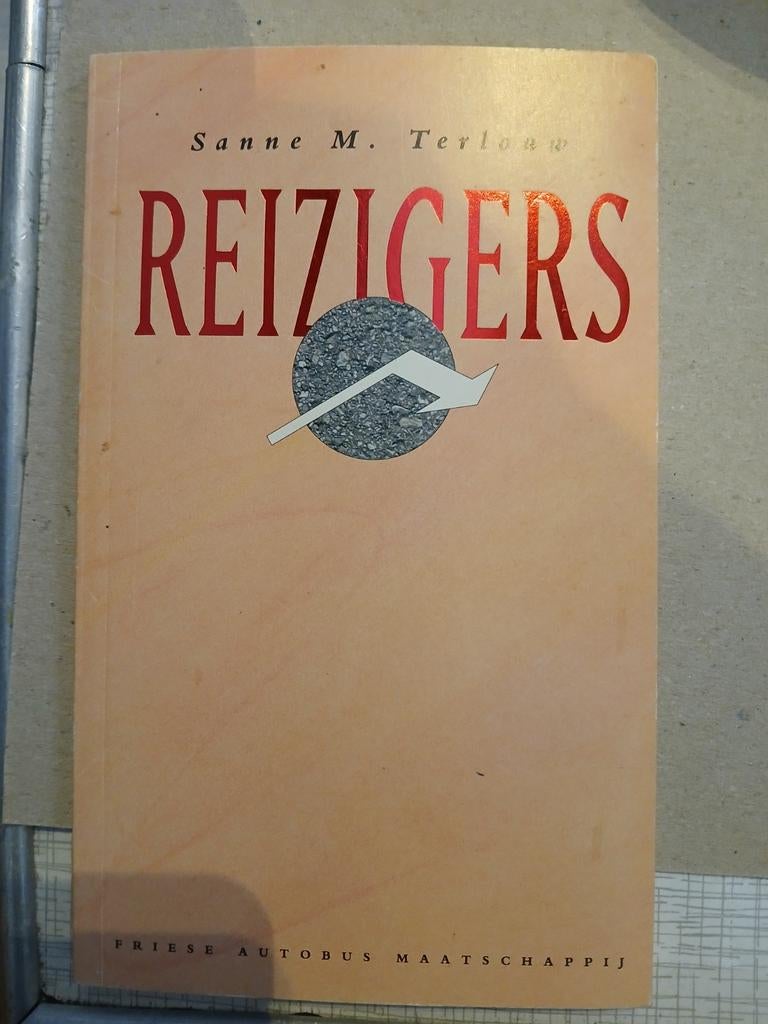 Sanne M. Terlouw
REIZIGERS
FRIESE AUTOBUS MAATSCHAPPIJ